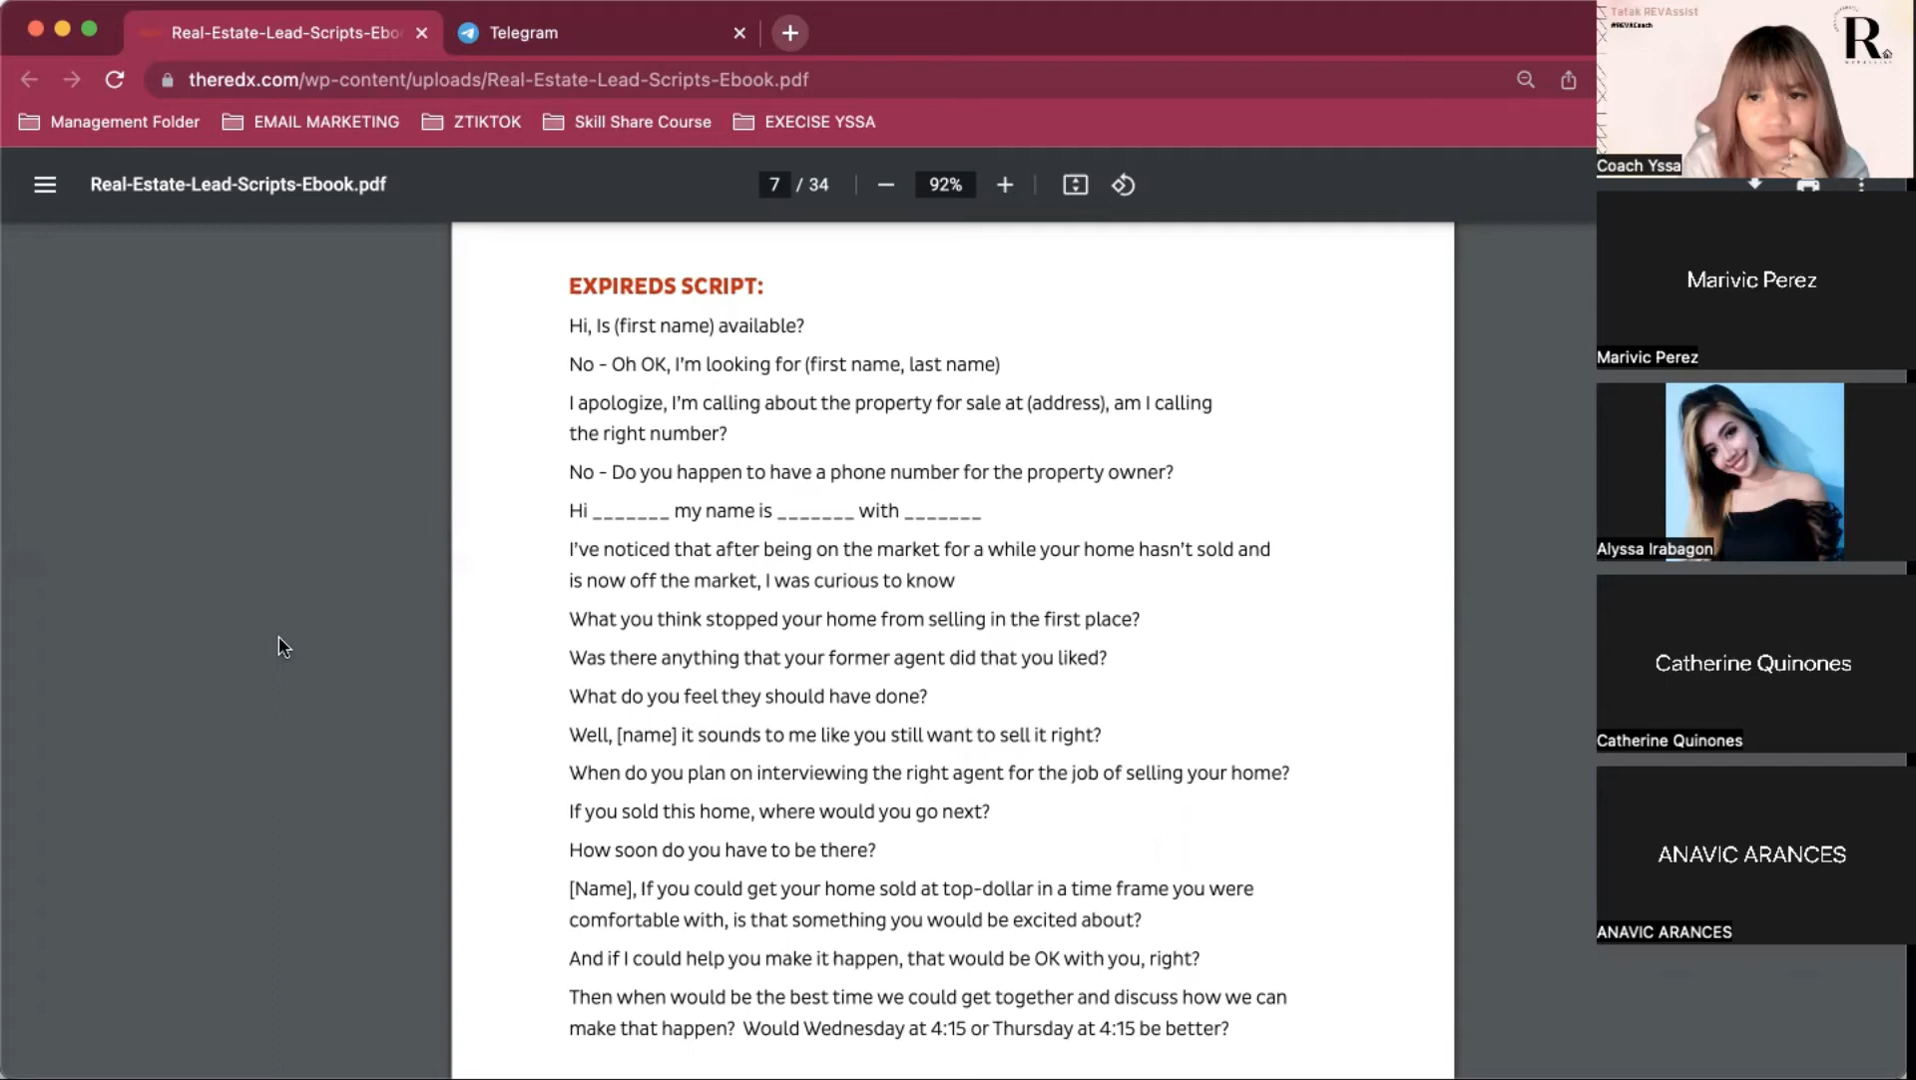 Real-Estate-Lead-Scripts-Ebo
Telegram
theredx.com/wp-content/uploads/Real-Estate-Lead-Scripts-Ebook.pdf
Management Folder
EMAIL MARKETING
ZTIKTOK
Skill Share Course
EXECISE YSSA
Real-Estate-Lead-Scripts-Ebook.pdf
7 / 34
92%
EXPIREDS SCRIPT:
Hi, Is (first name) available?
No - Oh OK, I'm looking for (first name, last name)
I apologize, I'm calling about the property for sale at (address), am I calling
the right number?
No - Do you happen to have a phone number for the property owner?
Hi _______ my name is _______ with _______
I've noticed that after being on the market for a while your home hasn't sold and
is now off the market, I was curious to know
What you think stopped your home from selling in the first place?
Was there anything that your former agent did that you liked?
What do you feel they should have done?
Well, [name] it sounds to me like you still want to sell it right?
When do you plan on interviewing the right agent for the job of selling your home?
If you sold this home, where would you go next?
How soon do you have to be there?
[Name], If you could get your home sold at top-dollar in a time frame you were
comfortable with, is that something you would be excited about?
And if I could help you make it happen, that would be OK with you, right?
Then when would be the best time we could get together and discuss how we can
make that happen? Would Wednesday at 4:15 or Thursday at 4:15 be better?
Tatak REVAssist
#REVACoach
R
Coach Yssa
Marivic Perez
Marivic Perez
Alyssa Irabagon
Catherine Quinones
Catherine Quinones
ANAVIC ARANCES
ANAVIC ARANCES